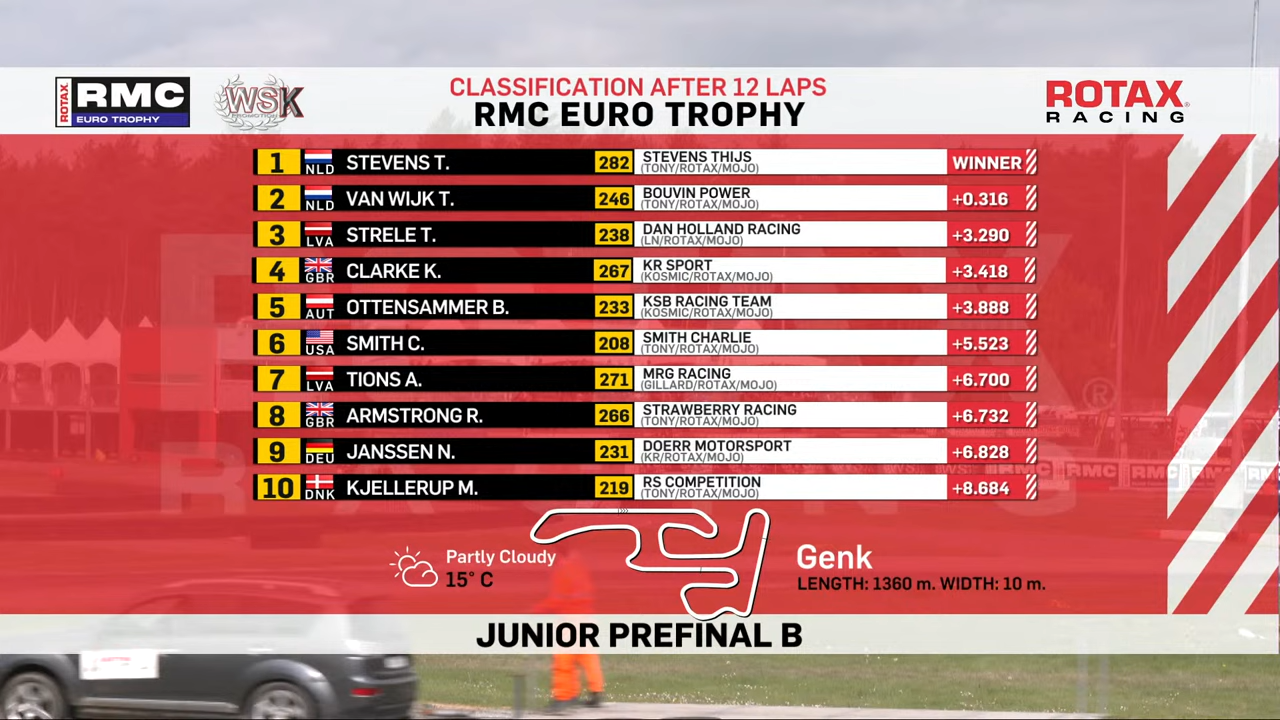 ROTAX RMC EURO TROPHY
WSK PROMOTION
CLASSIFICATION AFTER 12 LAPS
RMC EURO TROPHY
ROTAX RACING
1 NLD STEVENS T. 282 STEVENS THIJS (TONY/ROTAX/MOJO) WINNER
2 NLD VAN WIJK T. 246 BOUVIN POWER (TONY/ROTAX/MOJO) +0.316
3 LVA STRELE T. 238 DAN HOLLAND RACING (LN/ROTAX/MOJO) +3.290
4 GBR CLARKE K. 267 KR SPORT (KOSMIC/ROTAX/MOJO) +3.418
5 AUT OTTENSAMMER B. 233 KSB RACING TEAM (KOSMIC/ROTAX/MOJO) +3.888
6 USA SMITH C. 208 SMITH CHARLIE (TONY/ROTAX/MOJO) +5.523
7 LVA TIONS A. 271 MRG RACING (GILLARD/ROTAX/MOJO) +6.700
8 GBR ARMSTRONG R. 266 STRAWBERRY RACING (TONY/ROTAX/MOJO) +6.732
9 DEU JANSSEN N. 231 DOERR MOTORSPORT (KR/ROTAX/MOJO) +6.828
10 DNK KJELLERUP M. 219 RS COMPETITION (TONY/ROTAX/MOJO) +8.684
Partly Cloudy
15° C
Genk
LENGTH: 1360 m. WIDTH: 10 m.
JUNIOR PREFINAL B